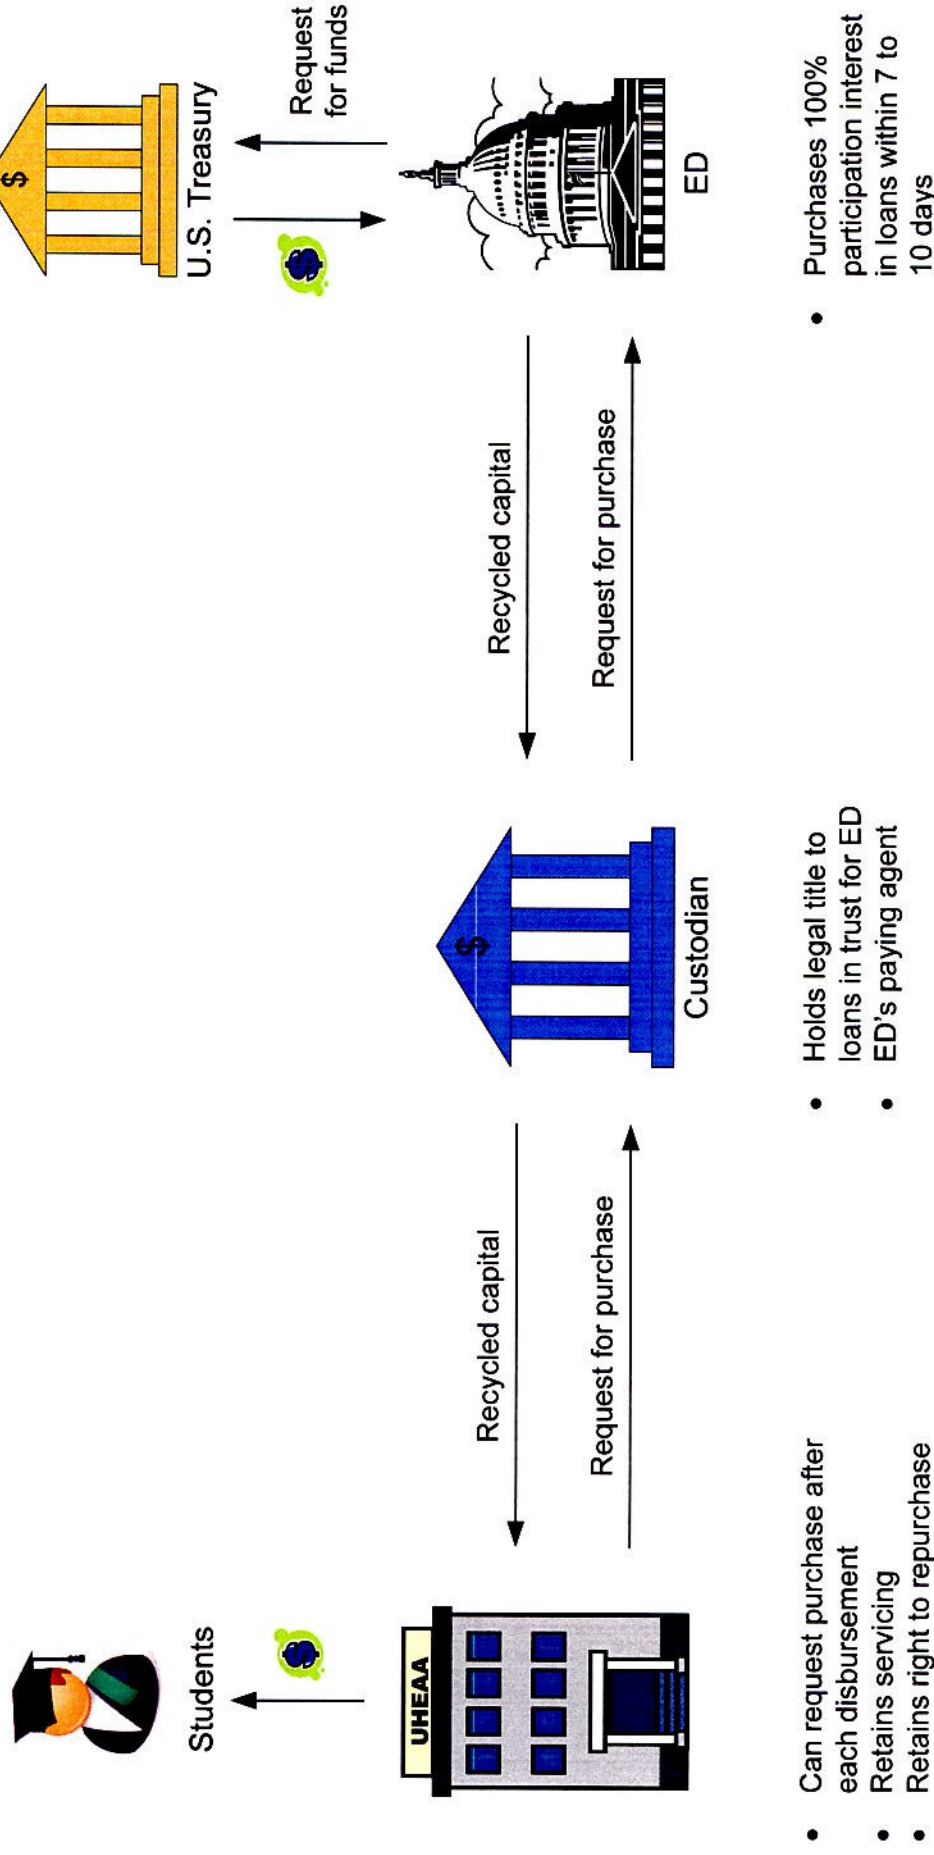 Students
$
UHEAA
Recycled capital
Request for purchase
• Can request purchase after
each disbursement
• Retains servicing
• Retains right to repurchase
$
Custodian
• Holds legal title to
loans in trust for ED
• ED's paying agent
Recycled capital
Request for purchase
$
U.S. Treasury
$
Request
for funds
ED
• Purchases 100%
participation interest
in loans within 7 to
10 days